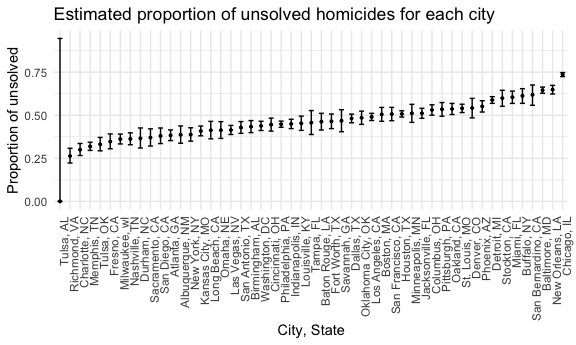 Estimated proportion of unsolved homicides for each city
Proportion of unsolved
0.75
0.50
0.25
0.00
Tulsa, AL
Richmond, VA
Charlotte, NC
Memphis, TN
Tulsa, OK
Fresno, CA
Milwaukee, wI
Nashville, TN
Durham, NC
Sacramento, CA
San Diego, CA
Atlanta, GA
Albuquerque, NM
New York, NY
Kansas City, MO
Long Beach, CA
Omaha, NE
Las Vegas, NV
San Antonio, TX
Birmingham, AL
Washington, DC
Cincinnati, OH
Philadelphia, PA
Indianapolis, IN
Louisville, KY
Tampa, FL
Baton Rouge, LA
Fort Worth, TX
Savannah, GA
Dallas, TX
Oklahoma City, OK
Los Angeles, CA
Boston, MA
San Francisco, CA
Houston, TX
Minneapolis, MN
Jacksonville, FL
Columbus, OH
Pittsburgh, PA
Oakland, CA
St. Louis, MO
Denver, CO
Phoenix, AZ
Detroit, MI
Stockton, CA
Miami, FL
Buffalo, NY
San Bernardino, CA
Baltimore, MD
New Orleans, LA
Chicago, IL
City, State